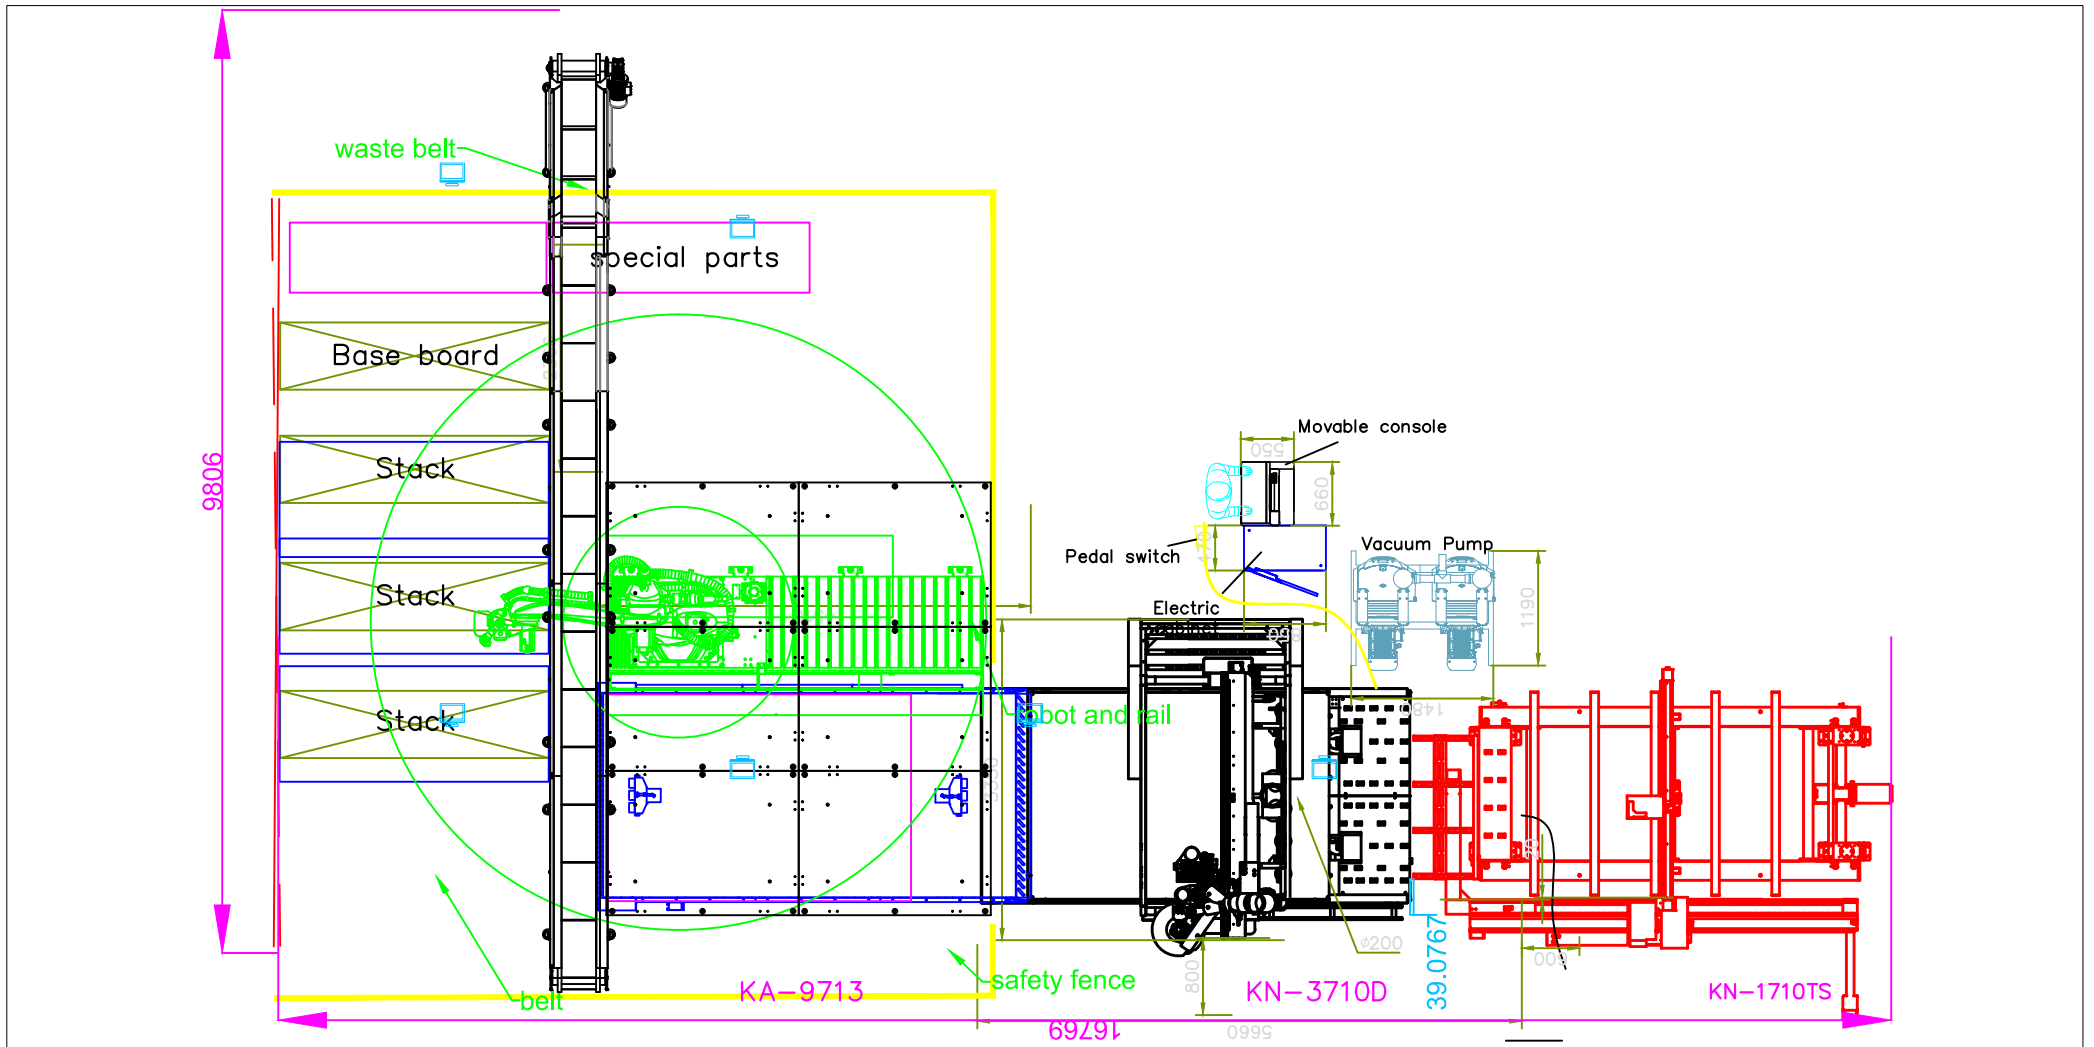 waste belt
special parts
Base board
9806
Stack
Stack
Stack
Movable console
550
660
Pedal switch
Vacuum Pump
Electric
1190
1480
robot and rail
ø200
800
39.0767
600
belt
safety fence
KA-9713
KN-3710D
KN-1710TS
16769
5660